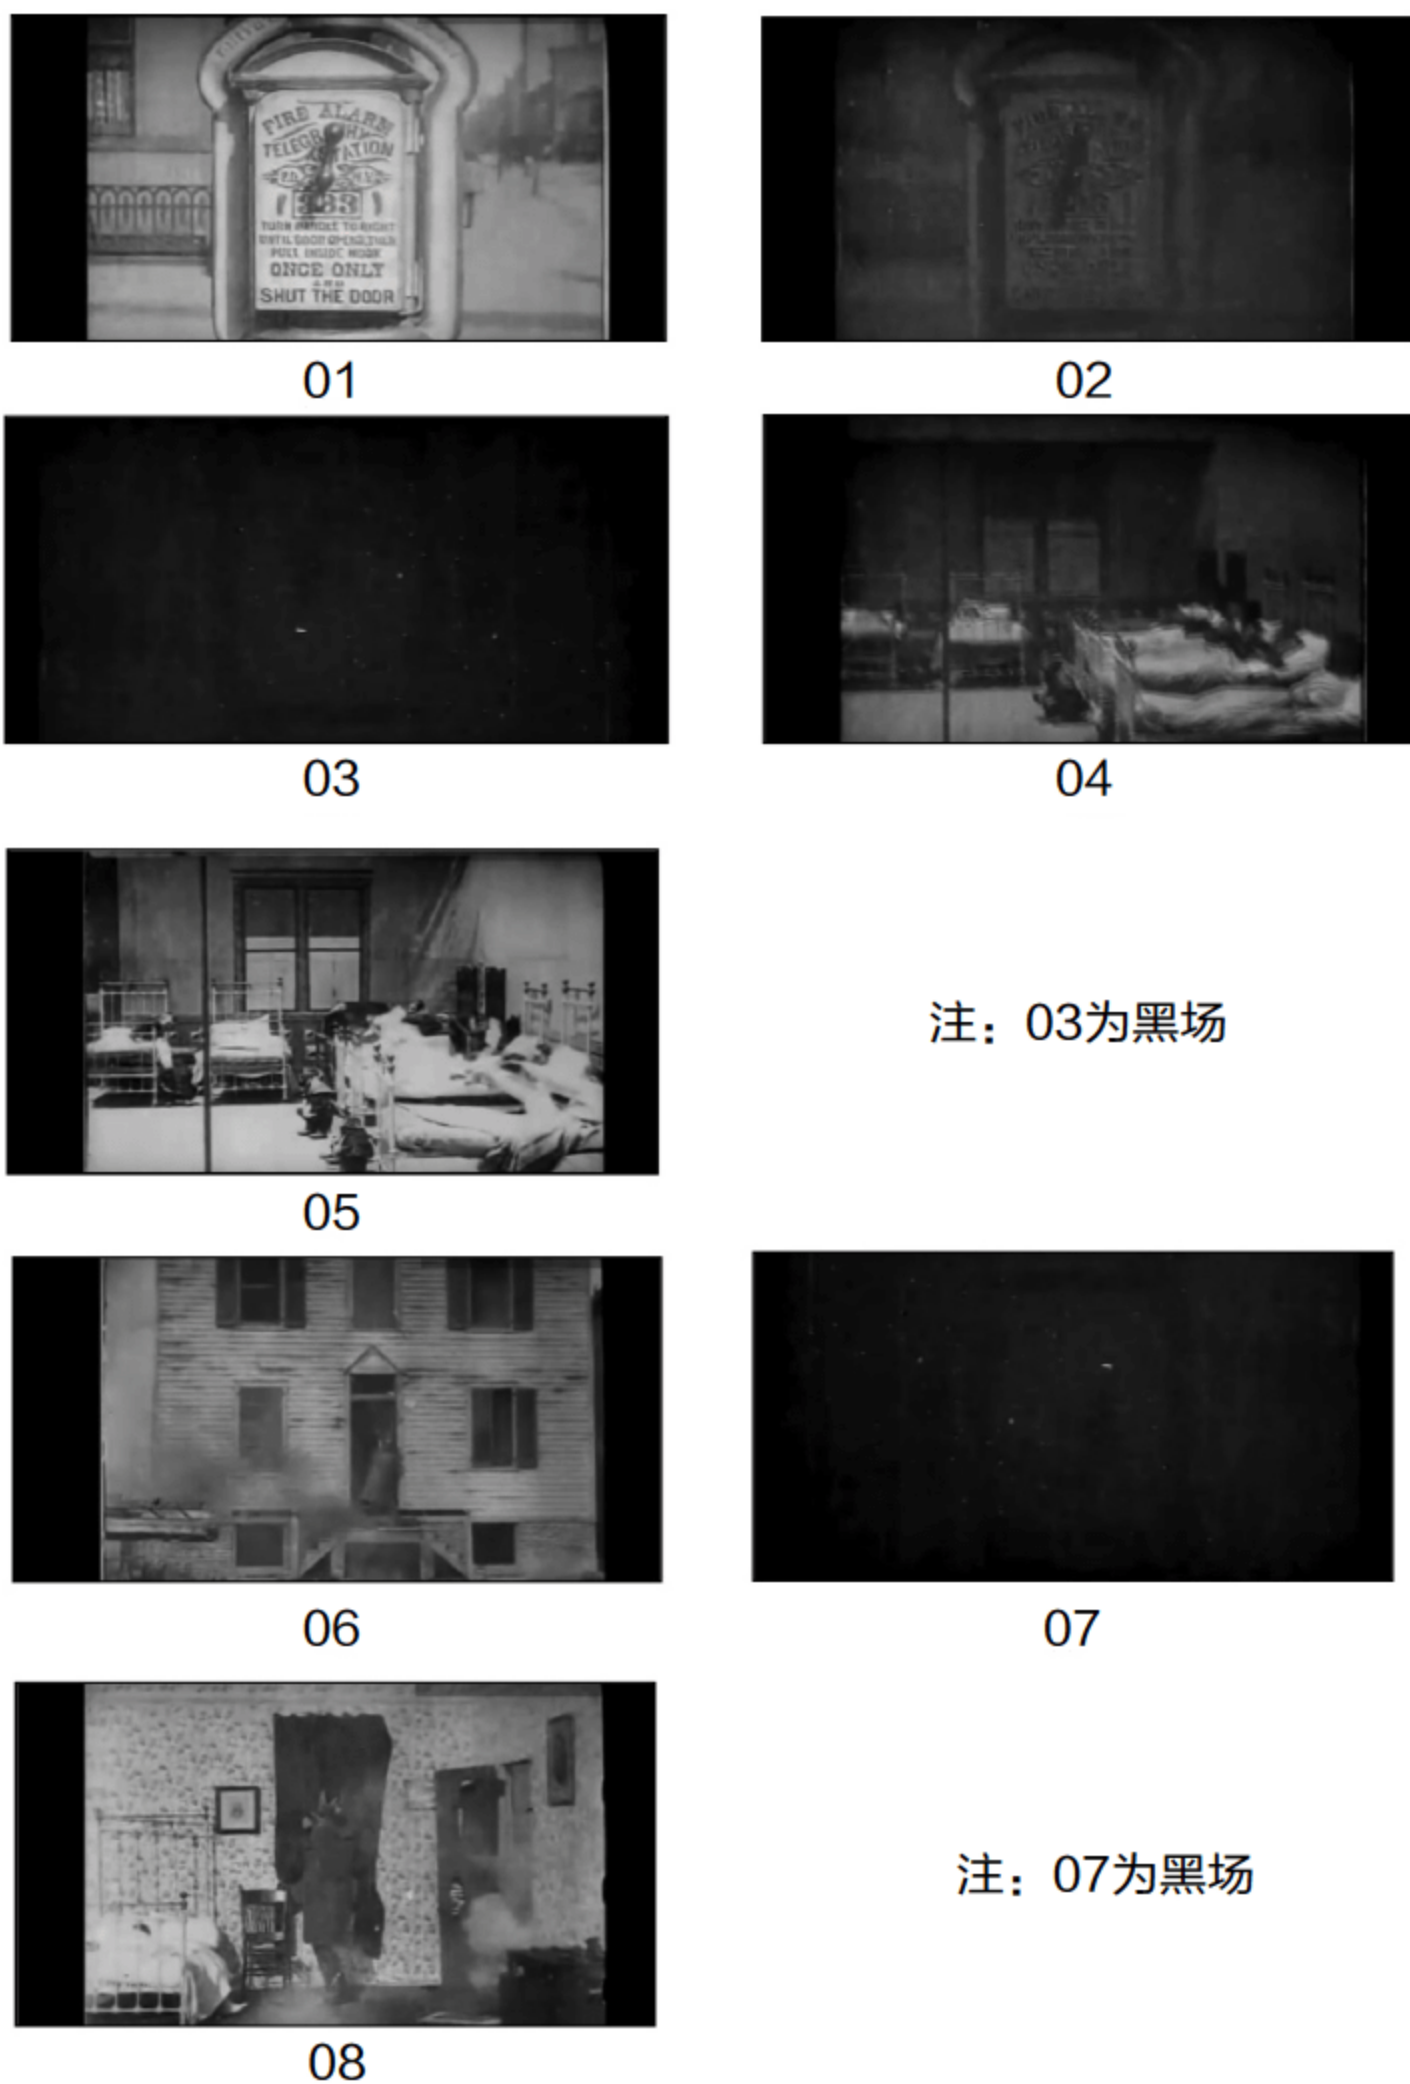 FIRE ALARM
TELEGRAPHY STATION
333
TURN HANDLE TO RIGHT
UNTIL DOOR OPENS THEN
PULL INSIDE HOOK
ONCE ONLY
AND
SHUT THE DOOR
01
02
03
04
05
注：03为黑场
06
07
08
注：07为黑场